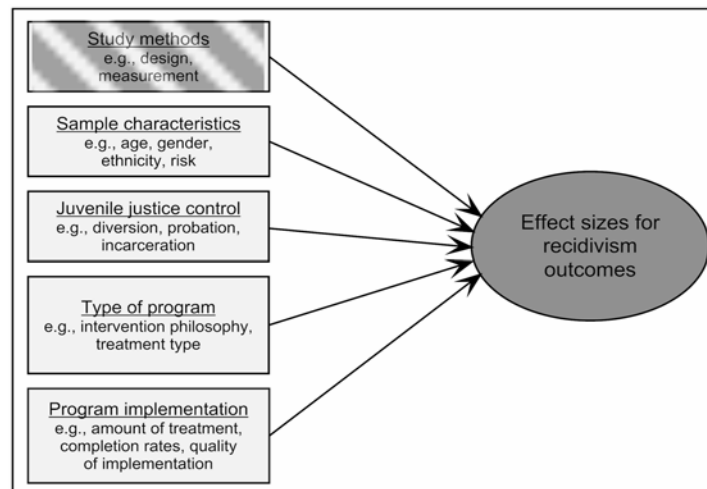 Study methods
e.g., design,
measurement
Sample characteristics
e.g., age, gender,
ethnicity, risk
Juvenile justice control
e.g., diversion, probation,
incarceration
Type of program
e.g., intervention philosophy,
treatment type
Program implementation
e.g., amount of treatment,
completion rates, quality
of implementation
Effect sizes for
recidivism
outcomes